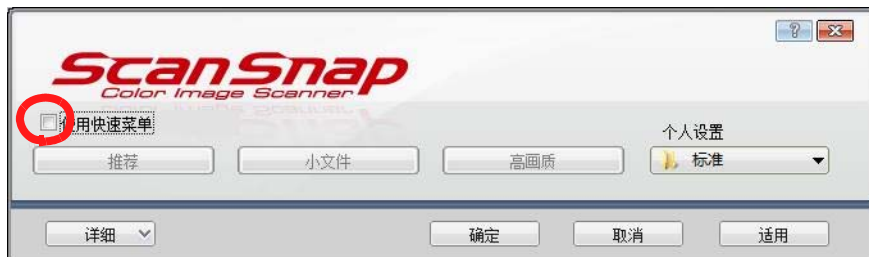 ScanSnap
Color Image Scanner
使用快速菜单
个人设置
推荐 小文件 高画质 标准
详细 确定 取消 适用